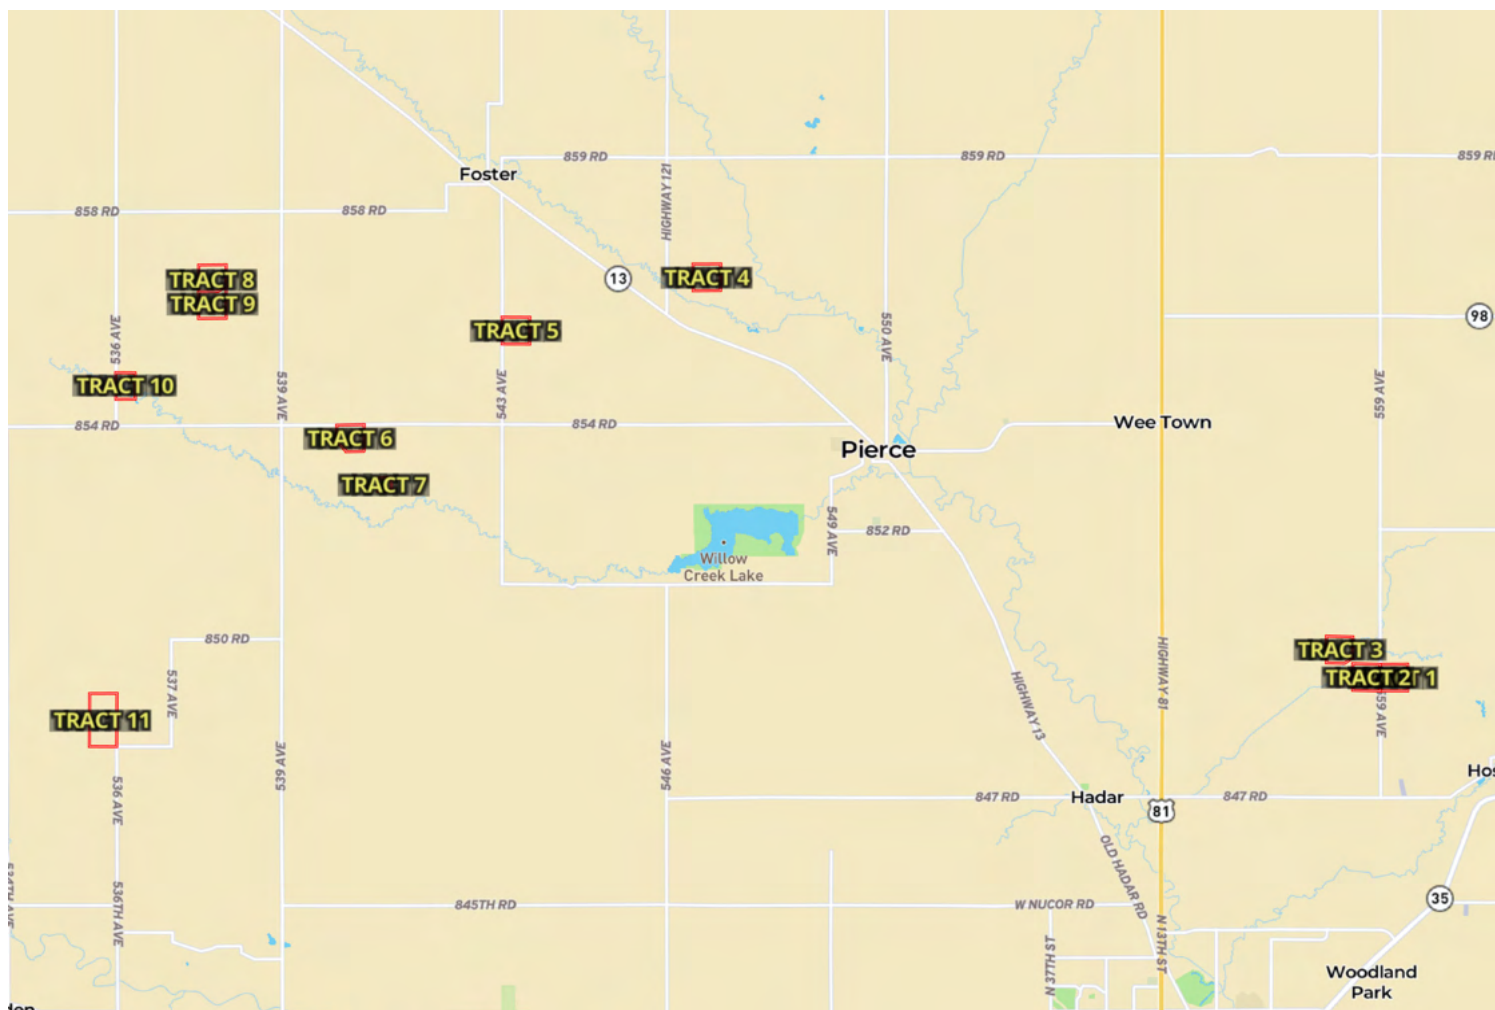 859 RD
859 RD
859 RD
Foster
HIGHWAY 121
858 RD
858 RD
TRACT 8
TRACT 9
13
TRACT 4
TRACT 5
536 AVE
550 AVE
98
TRACT 10
539 AVE
543 AVE
559 AVE
854 RD
854 RD
Wee Town
TRACT 6
Pierce
TRACT 7
549 AVE
852 RD
Willow
Creek Lake
850 RD
537 AVE
HIGHWAY 81
TRACT 3
TRACT 2
T 1
559 AVE
HIGHWAY 13
TRACT 11
536 AVE
539 AVE
546 AVE
847 RD
Hadar
847 RD
81
Hos
OLD HADAR RD
534TH AVE
536TH AVE
845TH RD
W NUCOR RD
35
N 37TH ST
N 13TH ST
Woodland
Park